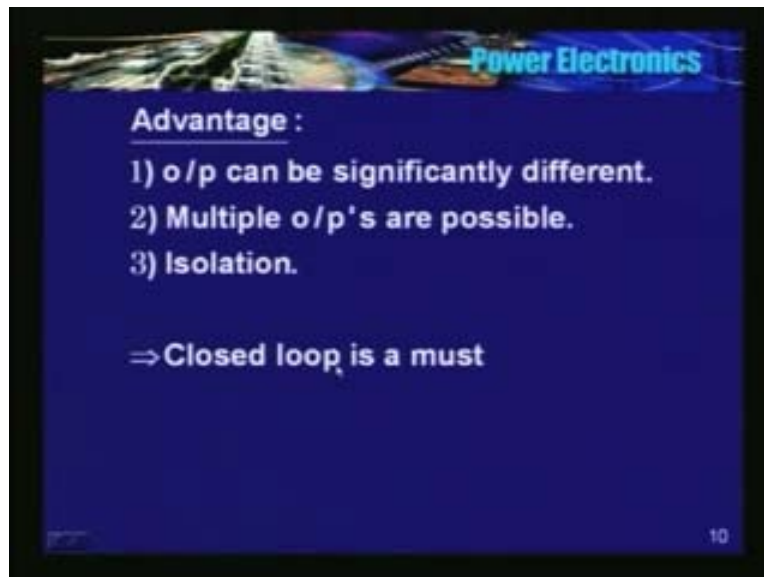 Power Electronics
Advantage :
1) o/p can be significantly different.
2) Multiple o/p's are possible.
3) Isolation.
⇒Closed loop is a must
10